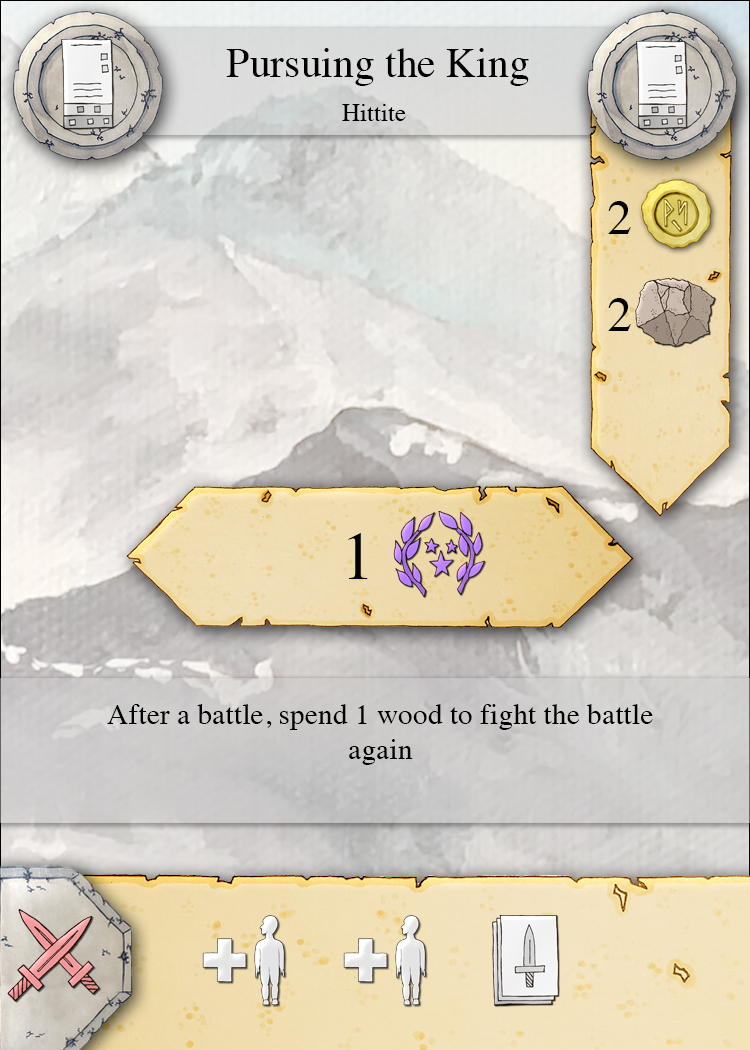 Pursuing the King
Hittite
2
2
1
After a battle, spend 1 wood to fight the battle
again